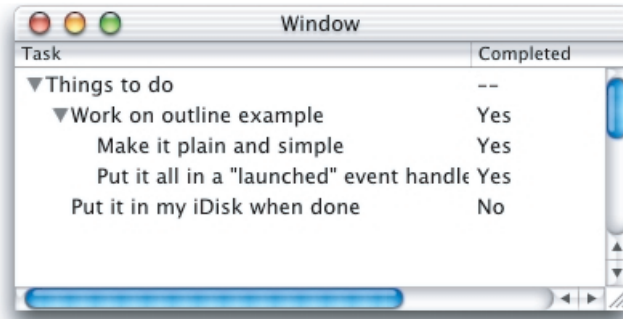 Window
Task Completed
Things to do --
Work on outline example Yes
Make it plain and simple Yes
Put it all in a "launched" event handle Yes
Put it in my iDisk when done No